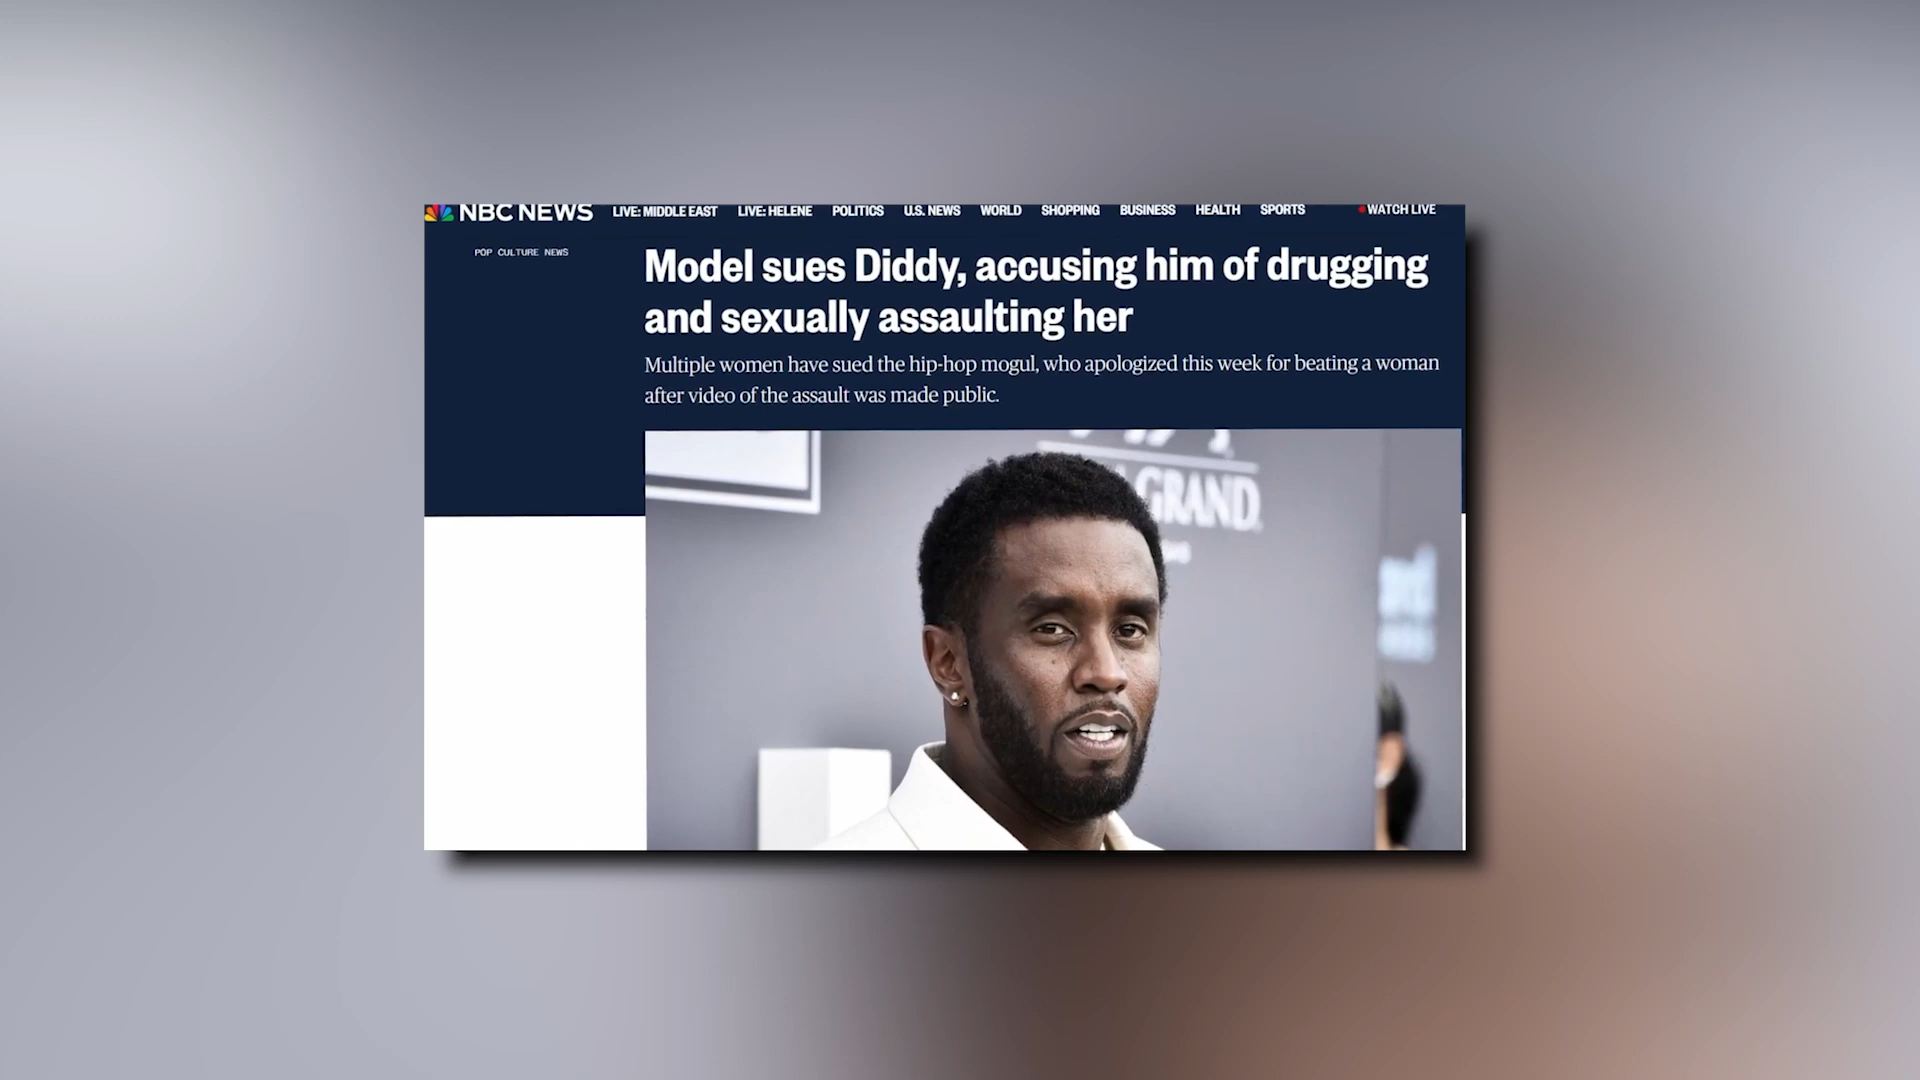 NBC NEWS LIVE: MIDDLE EAST LIVE: HELENE POLITICS U.S. NEWS WORLD SHOPPING BUSINESS HEALTH SPORTS WATCH LIVE
POP CULTURE NEWS
Model sues Diddy, accusing him of drugging
and sexually assaulting her
Multiple women have sued the hip-hop mogul, who apologized this week for beating a woman
after video of the assault was made public.
GRAND